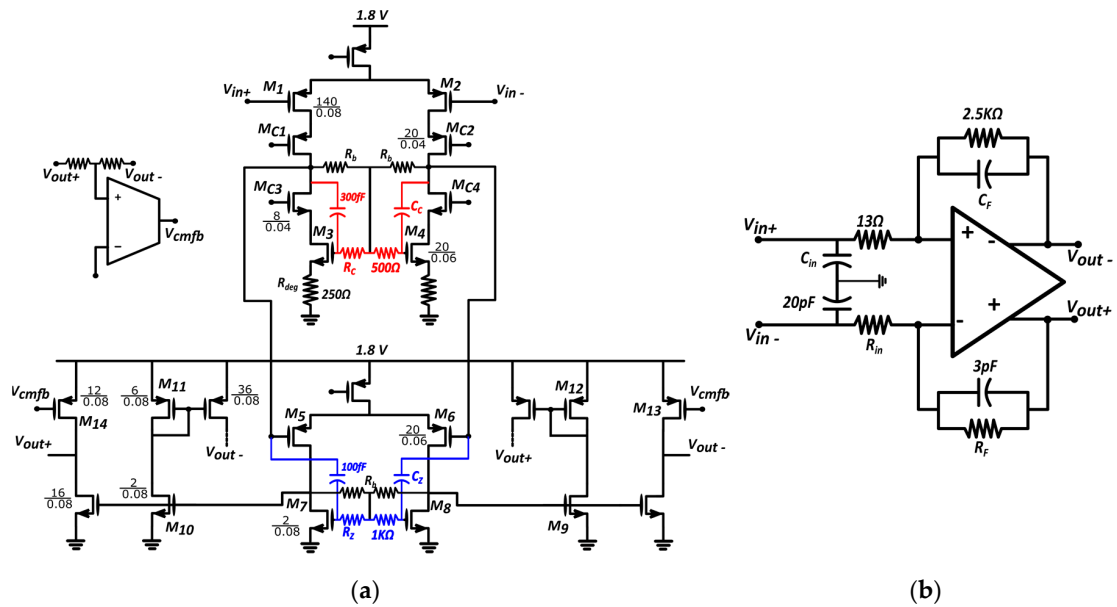 1.8 V
Vin+
M1
M2
Vin -
140
0.08
MC1
20
0.04
MC2
Rb
Rb
Vout+
Vout -
+
-
Vcmfb
MC3
300fF
CC
MC4
8
0.04
M3
M4
20
0.06
RC
500Ω
Rdeg
250Ω
1.8 V
Vcmfb
12
0.08
6
0.08
M11
36
0.08
M12
Vcmfb
M14
M5
M6
M13
Vout+
Vout -
20
0.06
Vout+
Vout -
100fF
CZ
Rb
16
0.08
2
0.08
M7
M8
M10
2
0.08
RZ
1KΩ
M9
(a)
2.5KΩ
CF
Vin+
13Ω
+
-
Vout -
Cin
20pF
+
Vout+
Vin -
-
Rin
3pF
RF
(b)